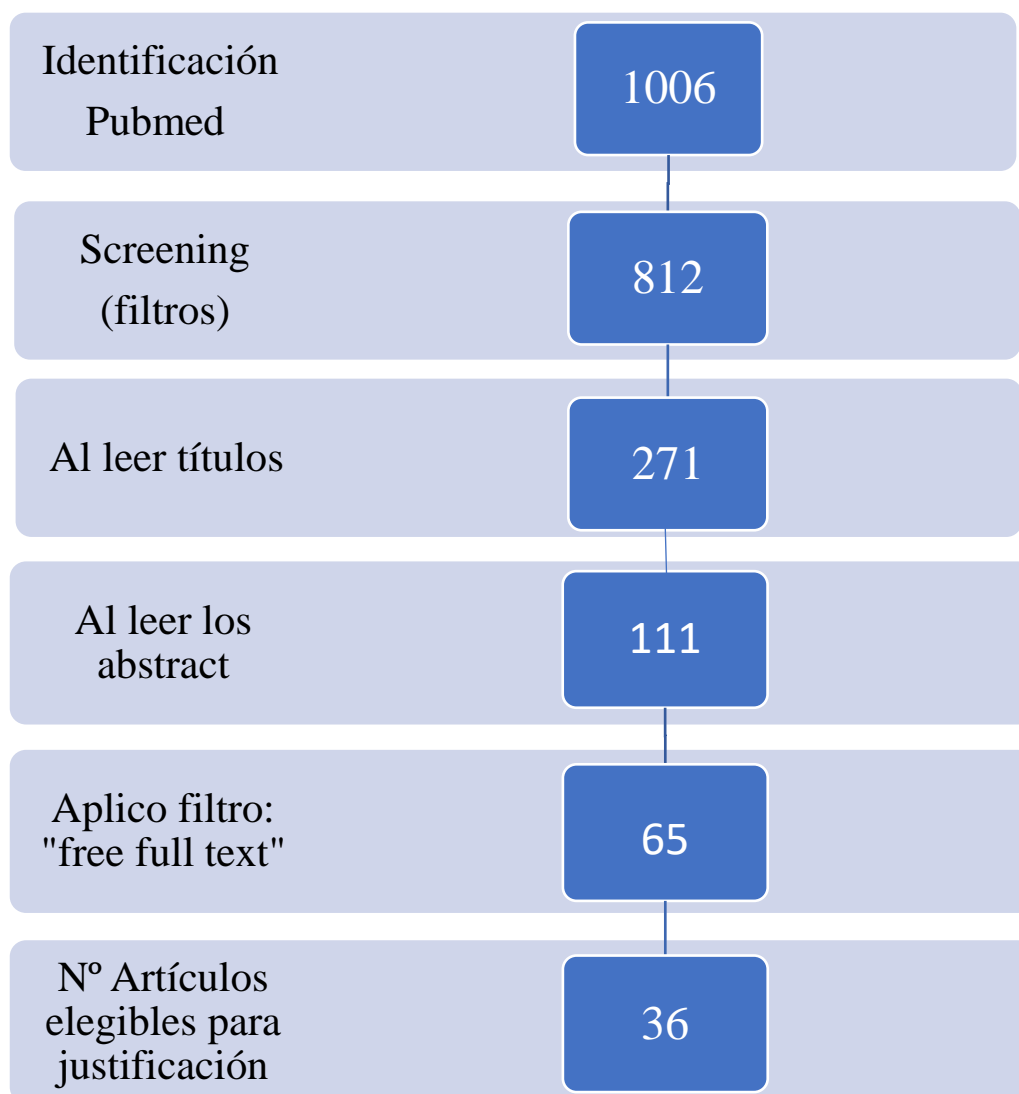 Identificación
Pubmed
1006
Screening
(filtros)
812
Al leer títulos
271
Al leer los
abstract
111
Aplico filtro:
"free full text"
65
Nº Artículos
elegibles para
justificación
36